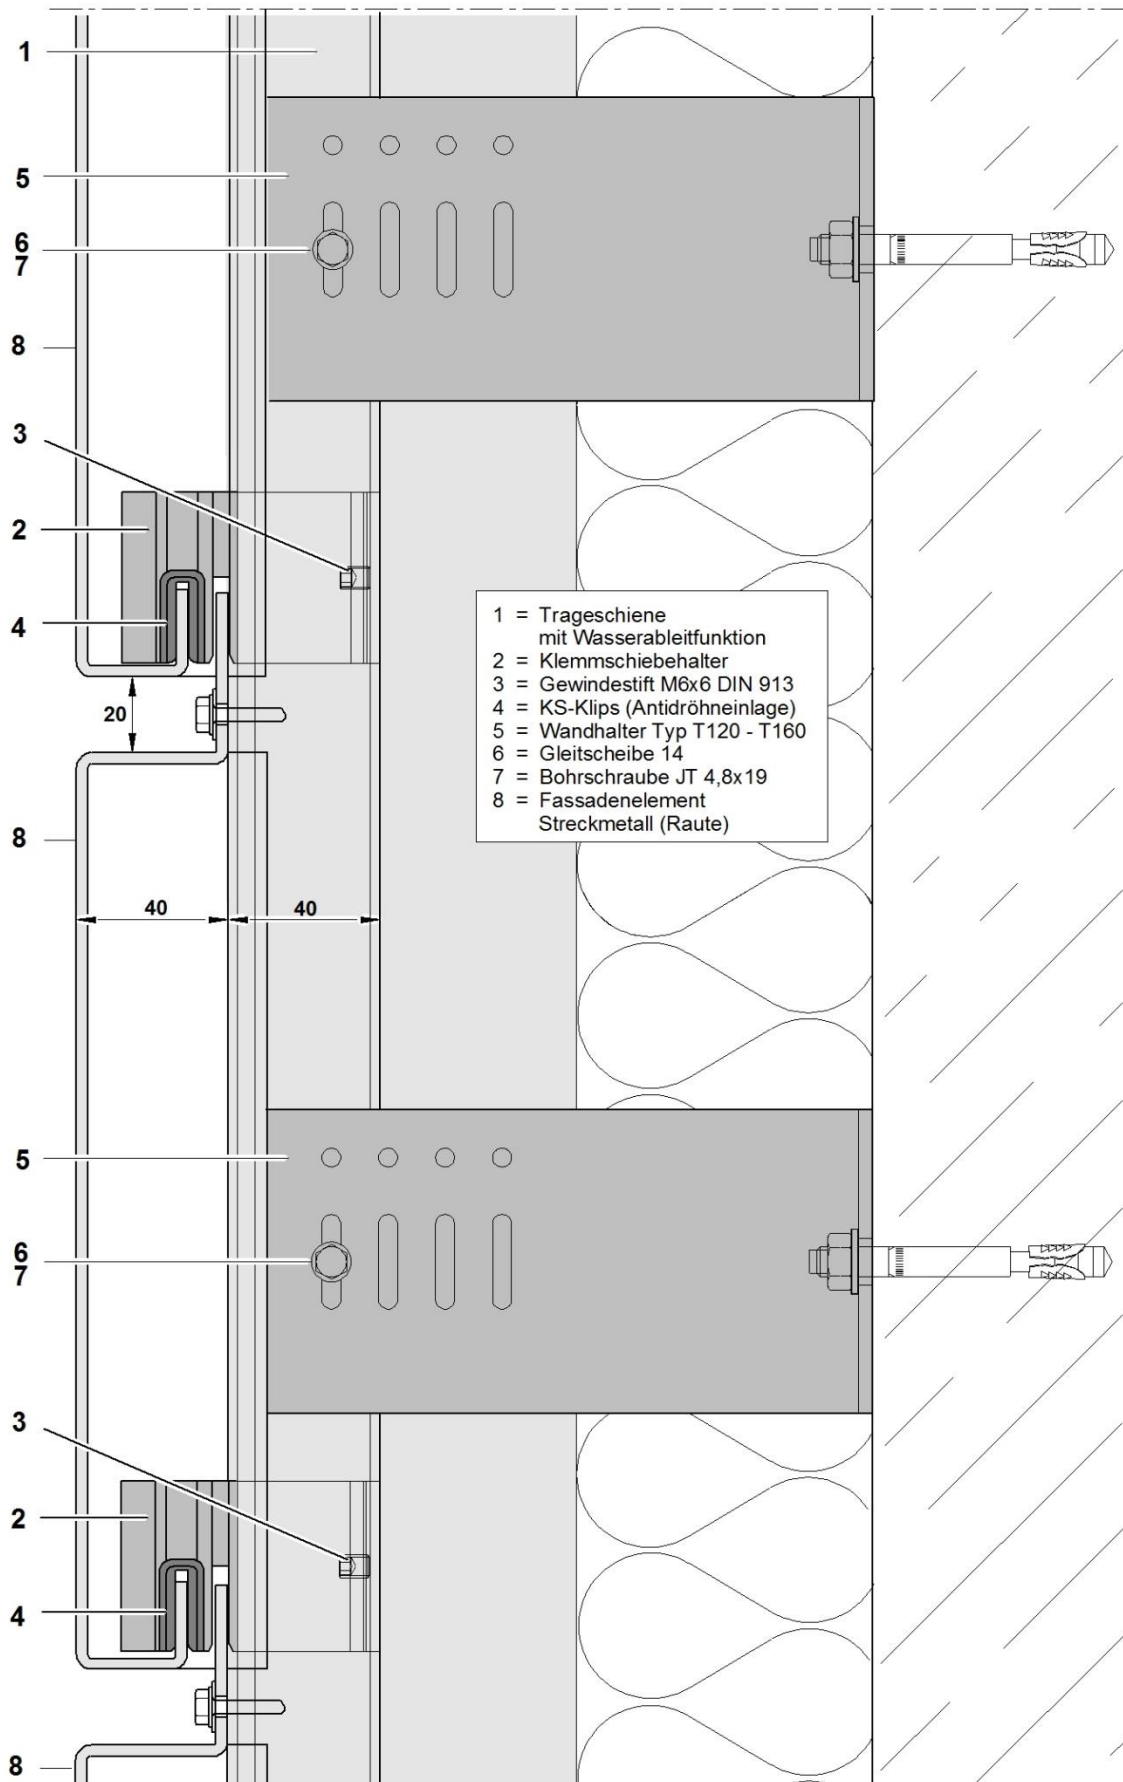 1
5
6
7
8
3
2
4
1 = Trageschiene
mit Wasserableitfunktion
2 = Klemmschiebehalter
3 = Gewindestift M6x6 DIN 913
4 = KS-Klips (Antidröhneinlage)
5 = Wandhalter Typ T120 - T160
6 = Gleitscheibe 14
7 = Bohrschraube JT 4,8x19
8 = Fassadenelement
Streckmetall (Raute)
20
8
40 40
5
6
7
3
2
4
8